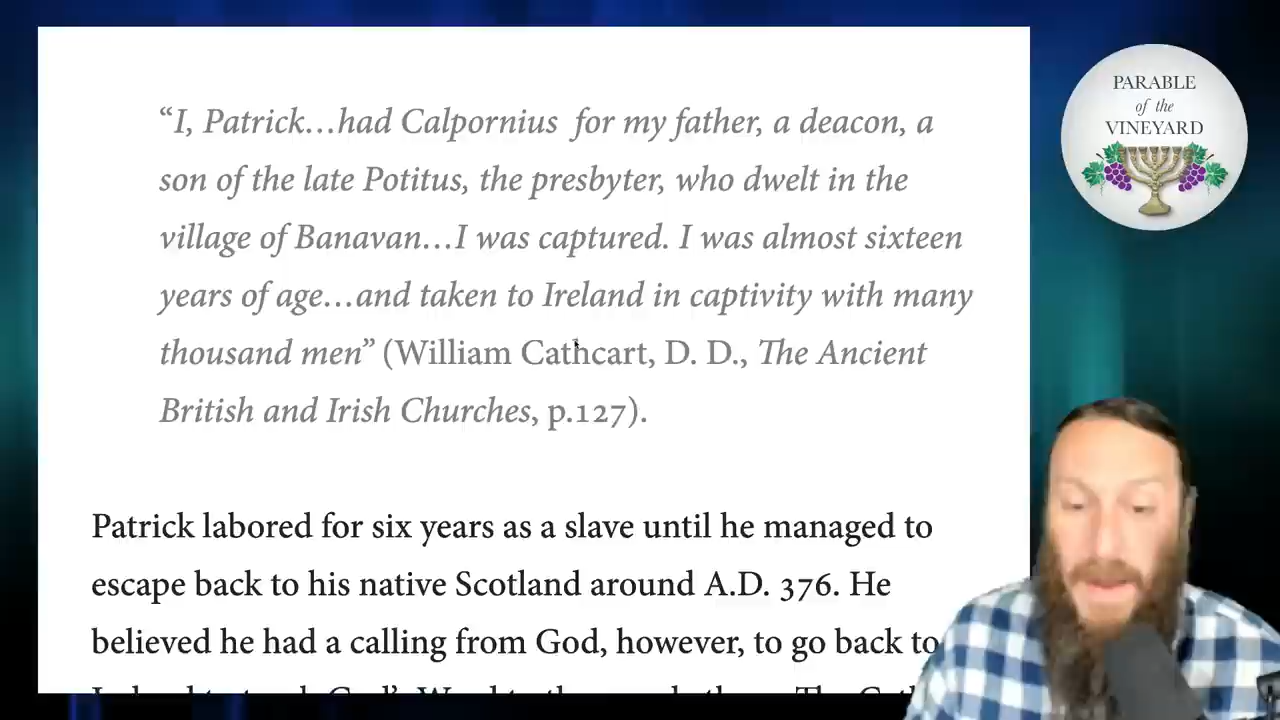 “I, Patrick…had Calpornius for my father, a deacon, a
son of the late Potitus, the presbyter, who dwelt in the
village of Banavan…I was captured. I was almost sixteen
years of age…and taken to Ireland in captivity with many
thousand men” (William Cathcart, D. D., The Ancient
British and Irish Churches, p.127).
Patrick labored for six years as a slave until he managed to
escape back to his native Scotland around A.D. 376. He
believed he had a calling from God, however, to go back to
PARABLE
of the
VINEYARD